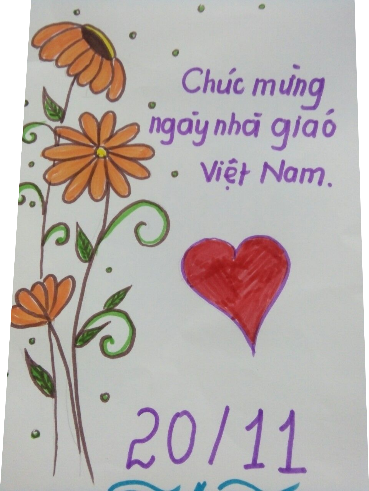 Chúc mừng
ngày nhà giáo
Việt Nam.
20/11